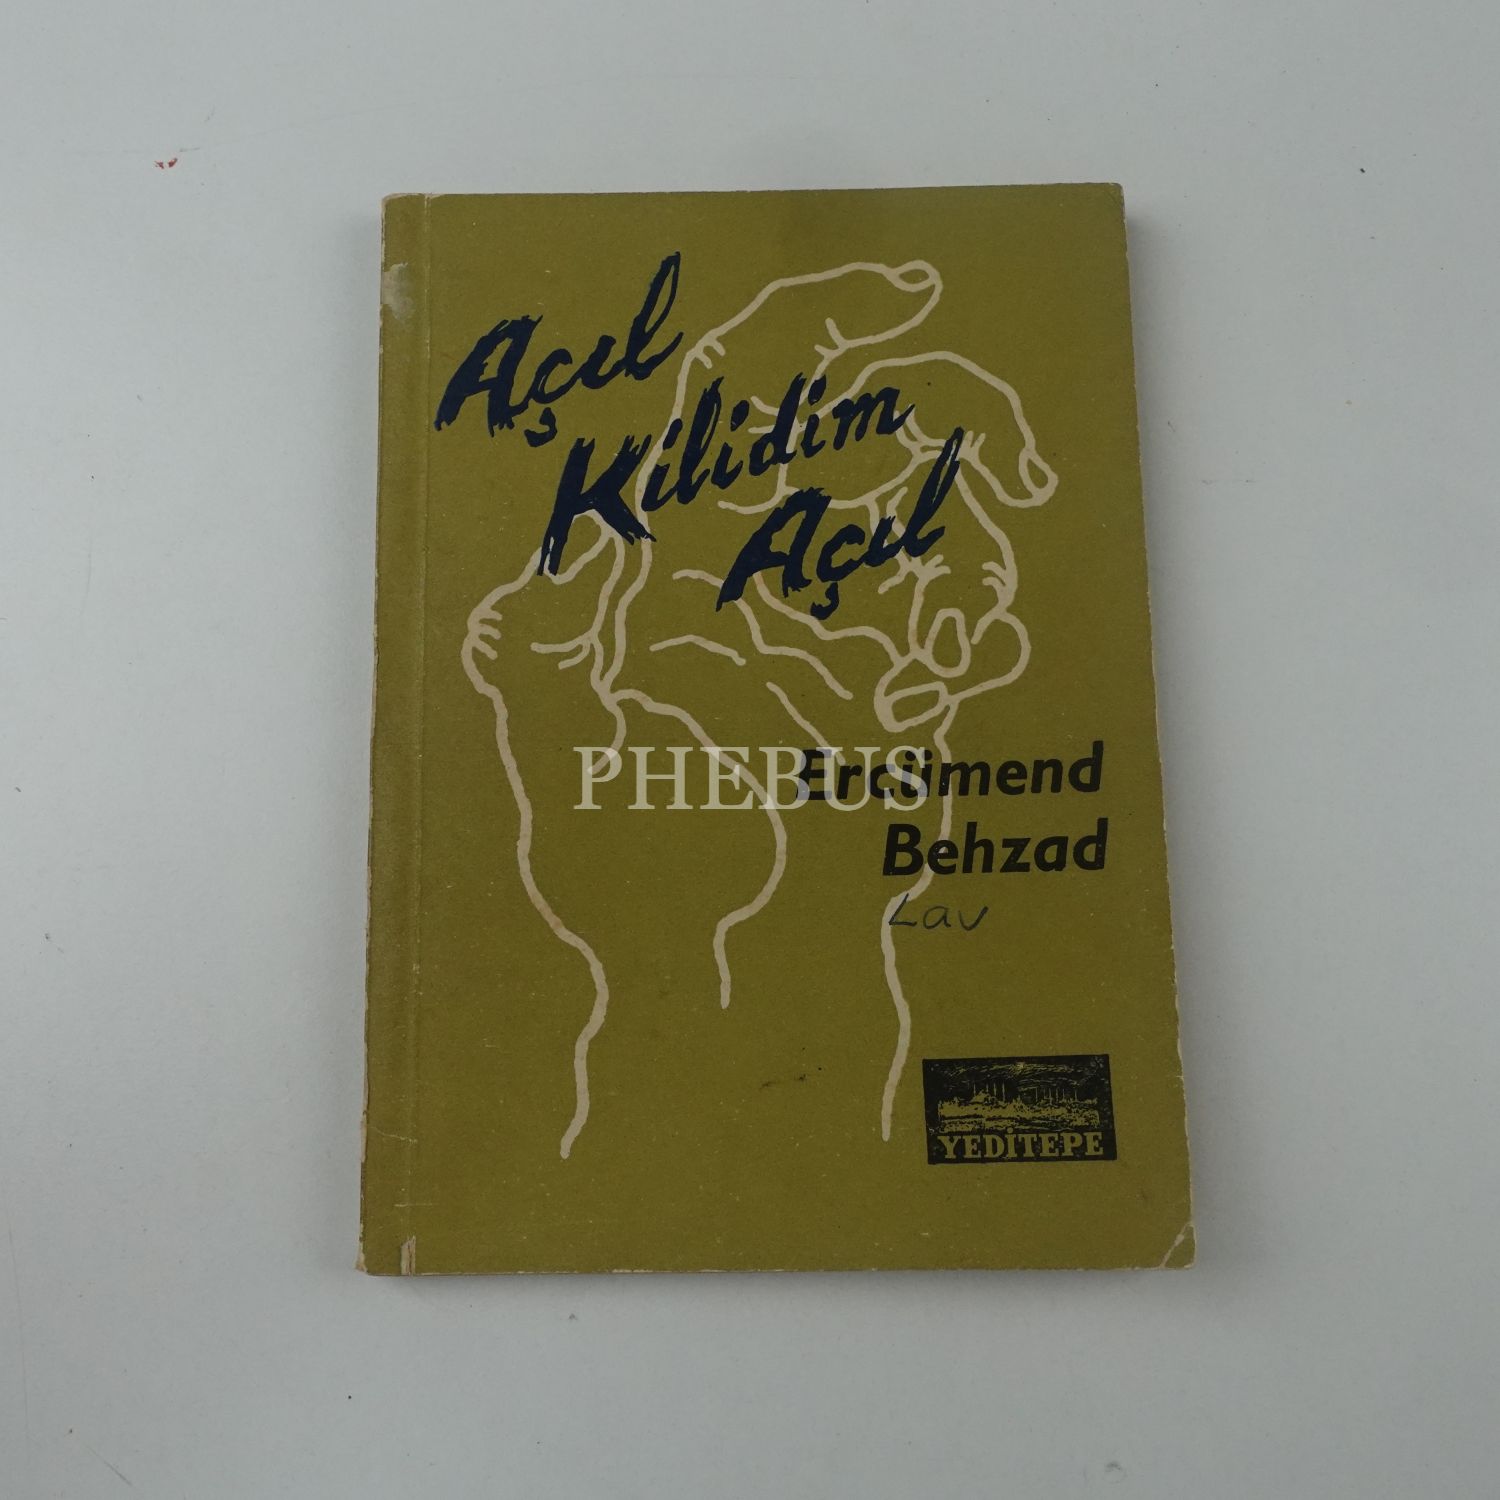 Açıl
Kilidim
Açıl
PHEBUS
Ercümend
Behzad
Lav
YEDİTEPE